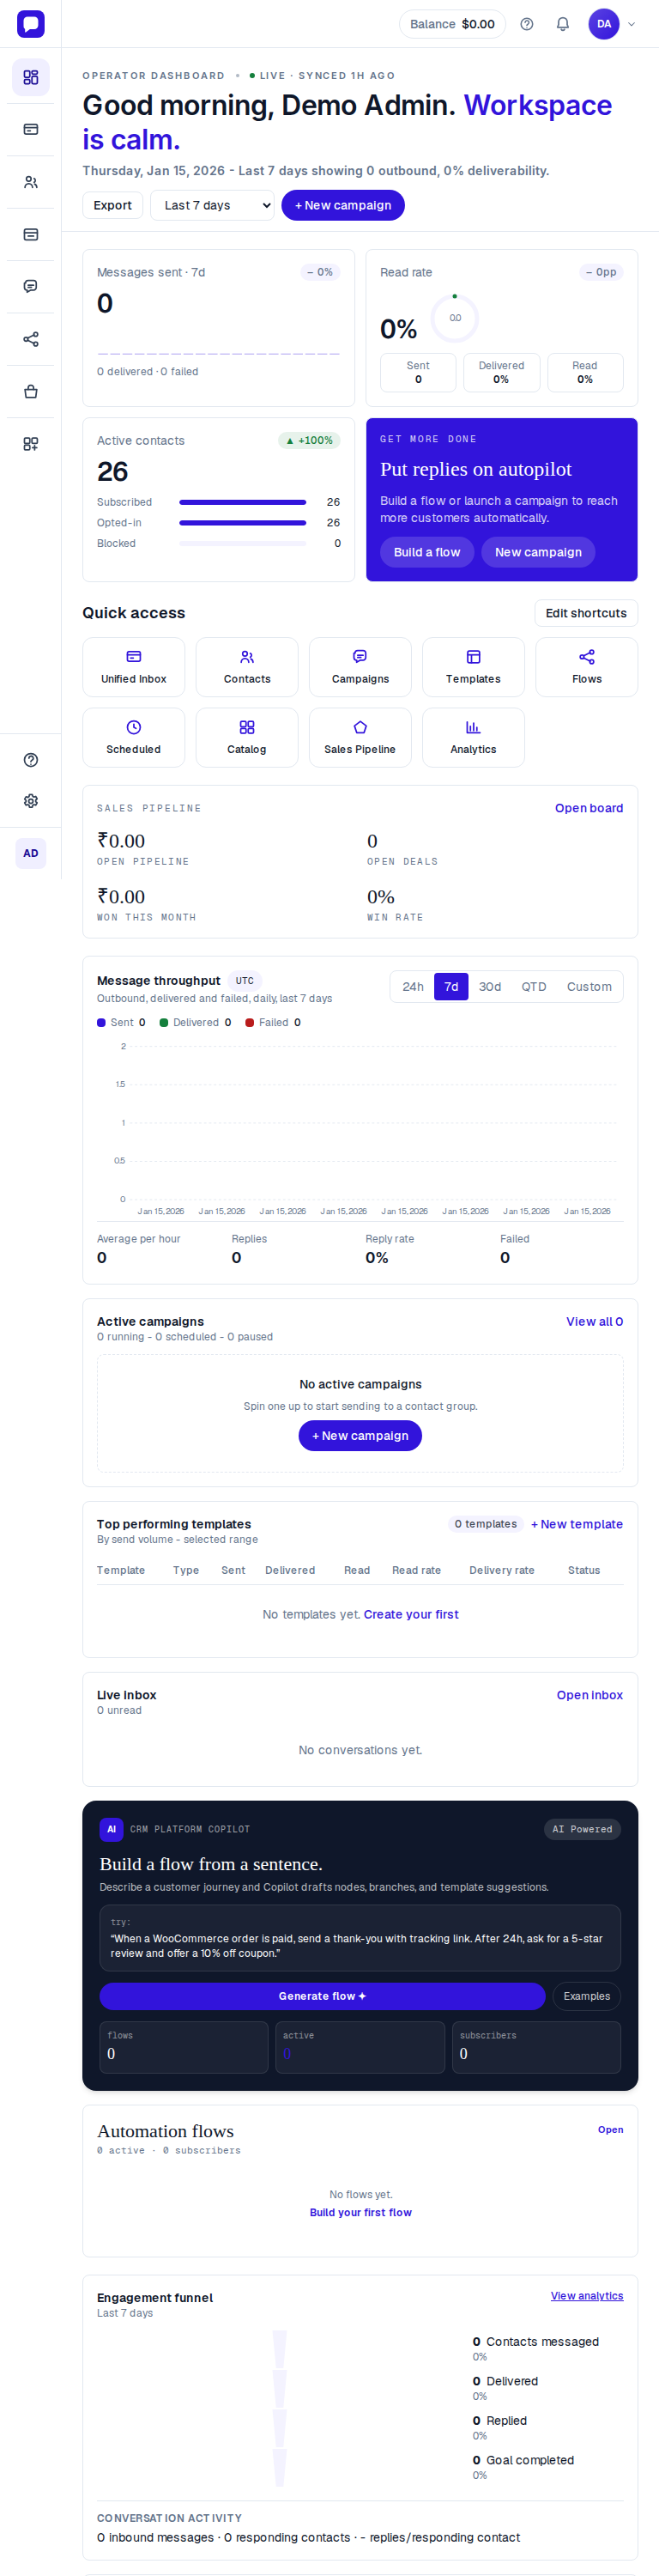 Balance $0.00
DA
OPERATOR DASHBOARD • LIVE · SYNCED 1H AGO
Good morning, Demo Admin. Workspace
is calm.
Thursday, Jan 15, 2026 - Last 7 days showing 0 outbound, 0% deliverability.
Export
Last 7 days
+ New campaign
Messages sent · 7d
– 0%
0
0 delivered · 0 failed
Read rate
– 0pp
0%
0.0
Sent
0
Delivered
0%
Read
0%
Active contacts
▲ +100%
26
Subscribed 26
Opted-in 26
Blocked 0
GET MORE DONE
Put replies on autopilot
Build a flow or launch a campaign to reach
more customers automatically.
Build a flow
New campaign
Quick access
Edit shortcuts
Unified Inbox
Contacts
Campaigns
Templates
Flows
Scheduled
Catalog
Sales Pipeline
Analytics
AD
SALES PIPELINE
Open board
₹0.00
OPEN PIPELINE
0
OPEN DEALS
₹0.00
WON THIS MONTH
0%
WIN RATE
Message throughput UTC
Outbound, delivered and failed, daily, last 7 days
24h 7d 30d QTD Custom
Sent 0 Delivered 0 Failed 0
2
1.5
1
0.5
0
Jan 15, 2026 Jan 15, 2026 Jan 15, 2026 Jan 15, 2026 Jan 15, 2026 Jan 15, 2026 Jan 15, 2026 Jan 15, 2026
Average per hour
0
Replies
0
Reply rate
0%
Failed
0
Active campaigns
View all 0
0 running - 0 scheduled - 0 paused
No active campaigns
Spin one up to start sending to a contact group.
+ New campaign
Top performing templates
0 templates
+ New template
By send volume - selected range
Template Type Sent Delivered Read Read rate Delivery rate Status
No templates yet. Create your first
Live inbox
Open inbox
0 unread
No conversations yet.
AI
CRM PLATFORM COPILOT
AI Powered
Build a flow from a sentence.
Describe a customer journey and Copilot drafts nodes, branches, and template suggestions.
try:
“When a WooCommerce order is paid, send a thank-you with tracking link. After 24h, ask for a 5-star
review and offer a 10% off coupon.”
Generate flow ✦
Examples
flows
0
active
0
subscribers
0
Automation flows
Open
0 active · 0 subscribers
No flows yet.
Build your first flow
Engagement funnel
View analytics
Last 7 days
0 Contacts messaged
0%
0 Delivered
0%
0 Replied
0%
0 Goal completed
0%
CONVERSATION ACTIVITY
0 inbound messages · 0 responding contacts · - replies/responding contact